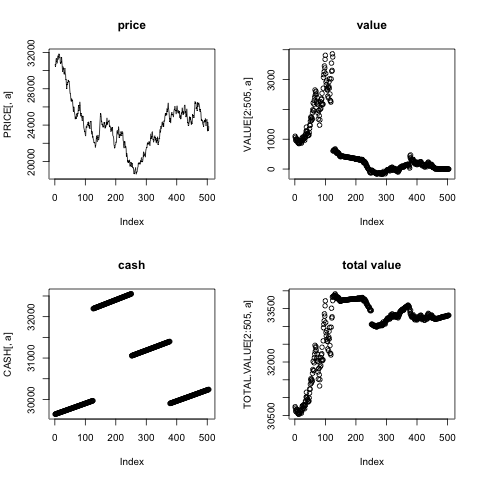 price
PRICE[, a]
20000 24000 28000 32000
0 100 200 300 400 500
Index
value
VALUE[2:505, a]
0 1000 3000
0 100 200 300 400 500
Index
cash
CASH[, a]
30000 31000 32000
0 100 200 300 400 500
Index
total value
TOTAL.VALUE[2:505, a]
30500 32000 33500
0 100 200 300 400 500
Index